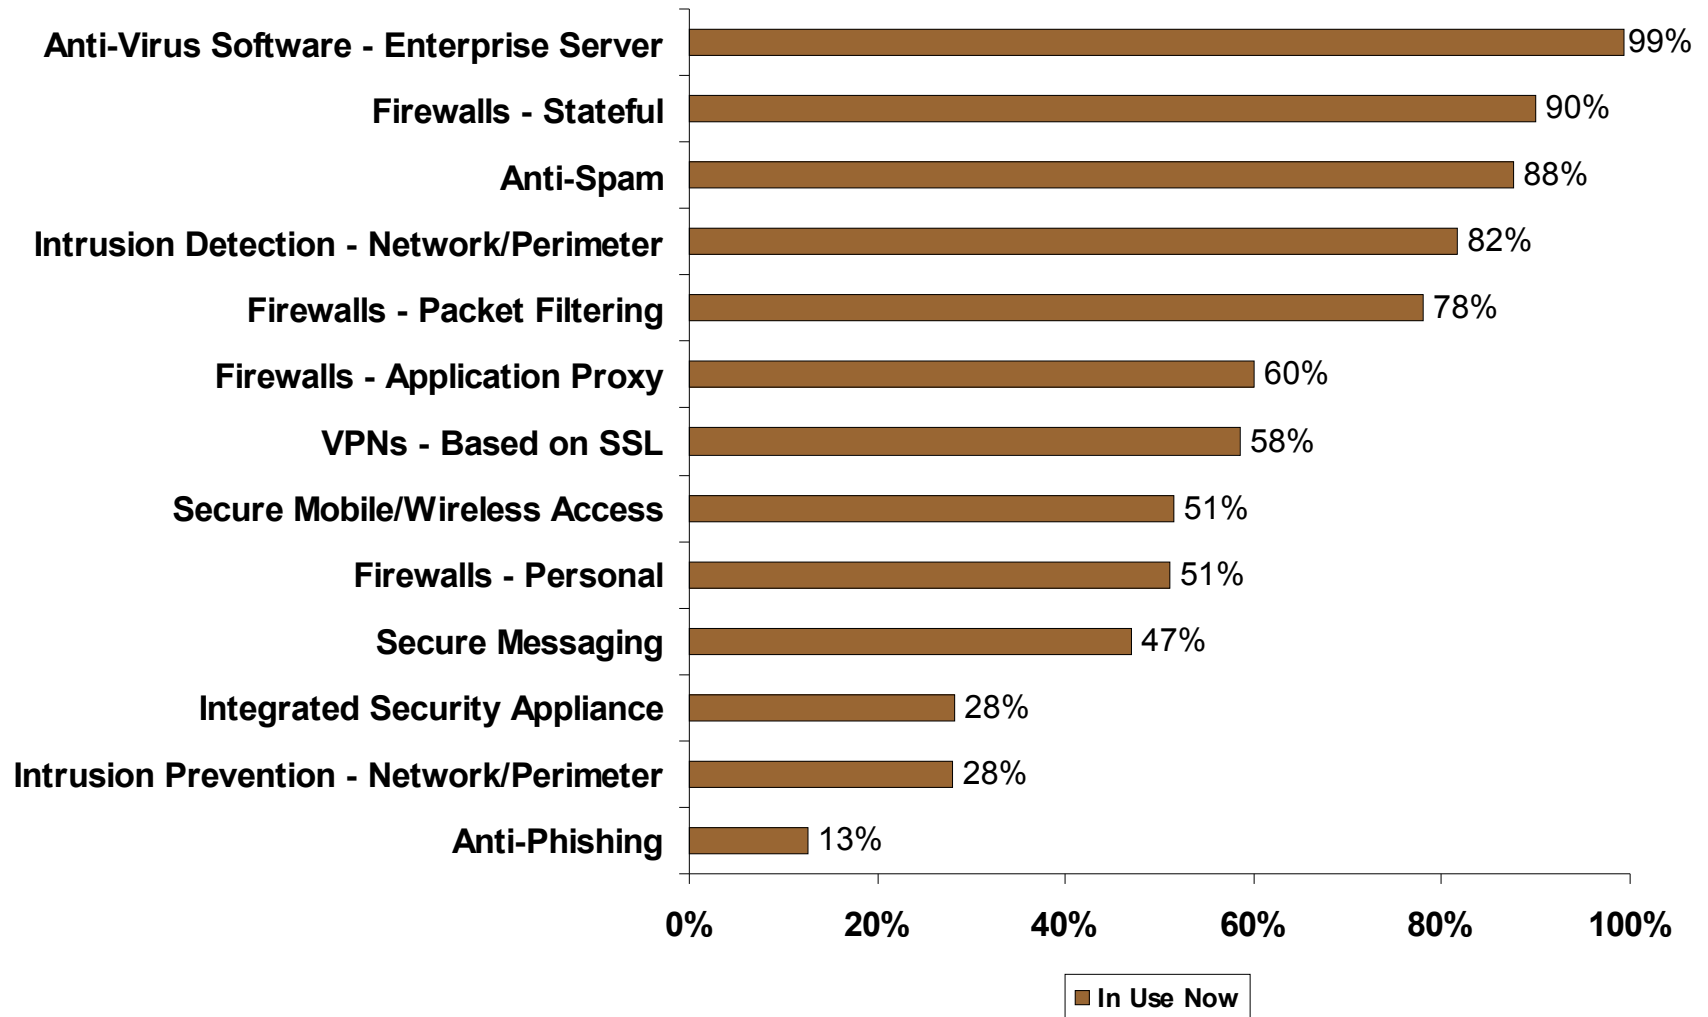 Anti-Virus Software - Enterprise Server 99%
Firewalls - Stateful 90%
Anti-Spam 88%
Intrusion Detection - Network/Perimeter 82%
Firewalls - Packet Filtering 78%
Firewalls - Application Proxy 60%
VPNs - Based on SSL 58%
Secure Mobile/Wireless Access 51%
Firewalls - Personal 51%
Secure Messaging 47%
Integrated Security Appliance 28%
Intrusion Prevention - Network/Perimeter 28%
Anti-Phishing 13%
0% 20% 40% 60% 80% 100%
In Use Now